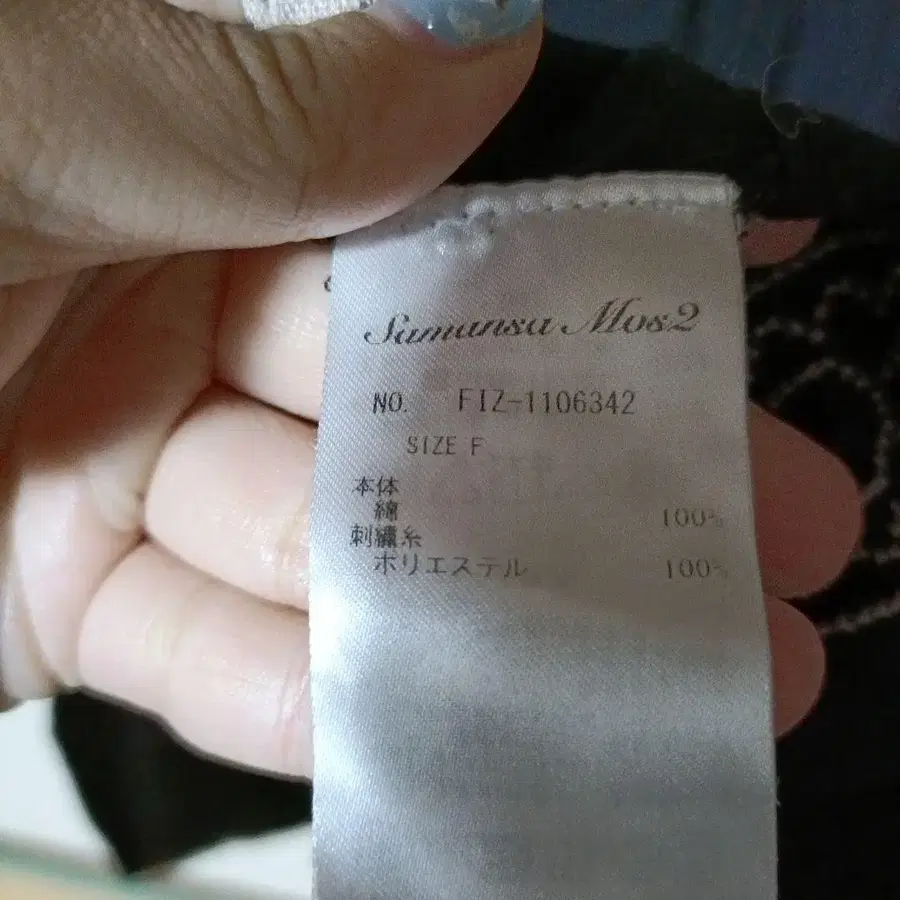 Samansa Mos2
NO. FIZ-1106342
SIZE F
本体
綿 100%
刺繍糸
ポリエステル 100%